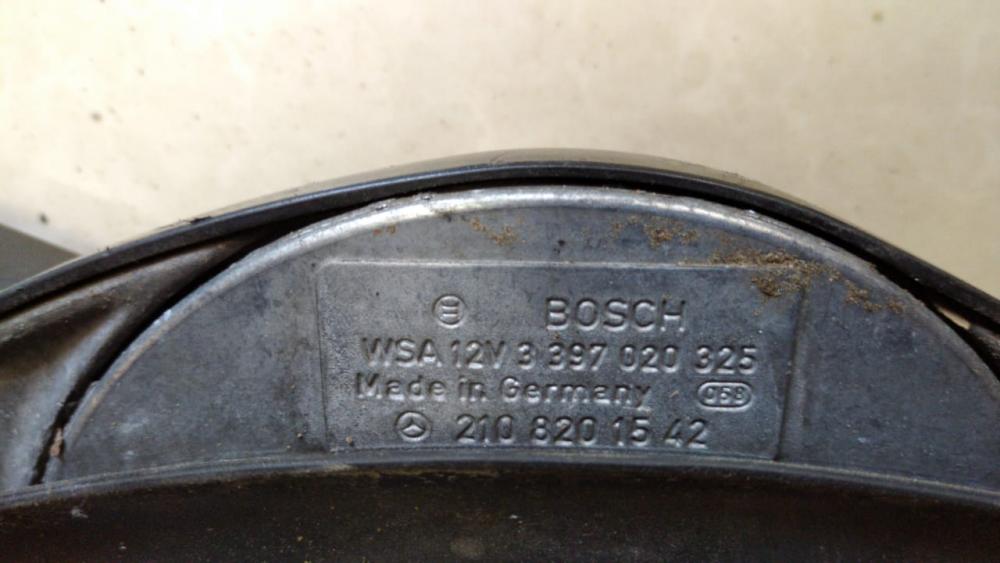 BOSCH
WSA 12V 3 397 020 325
Made in Germany
210 820 15 42